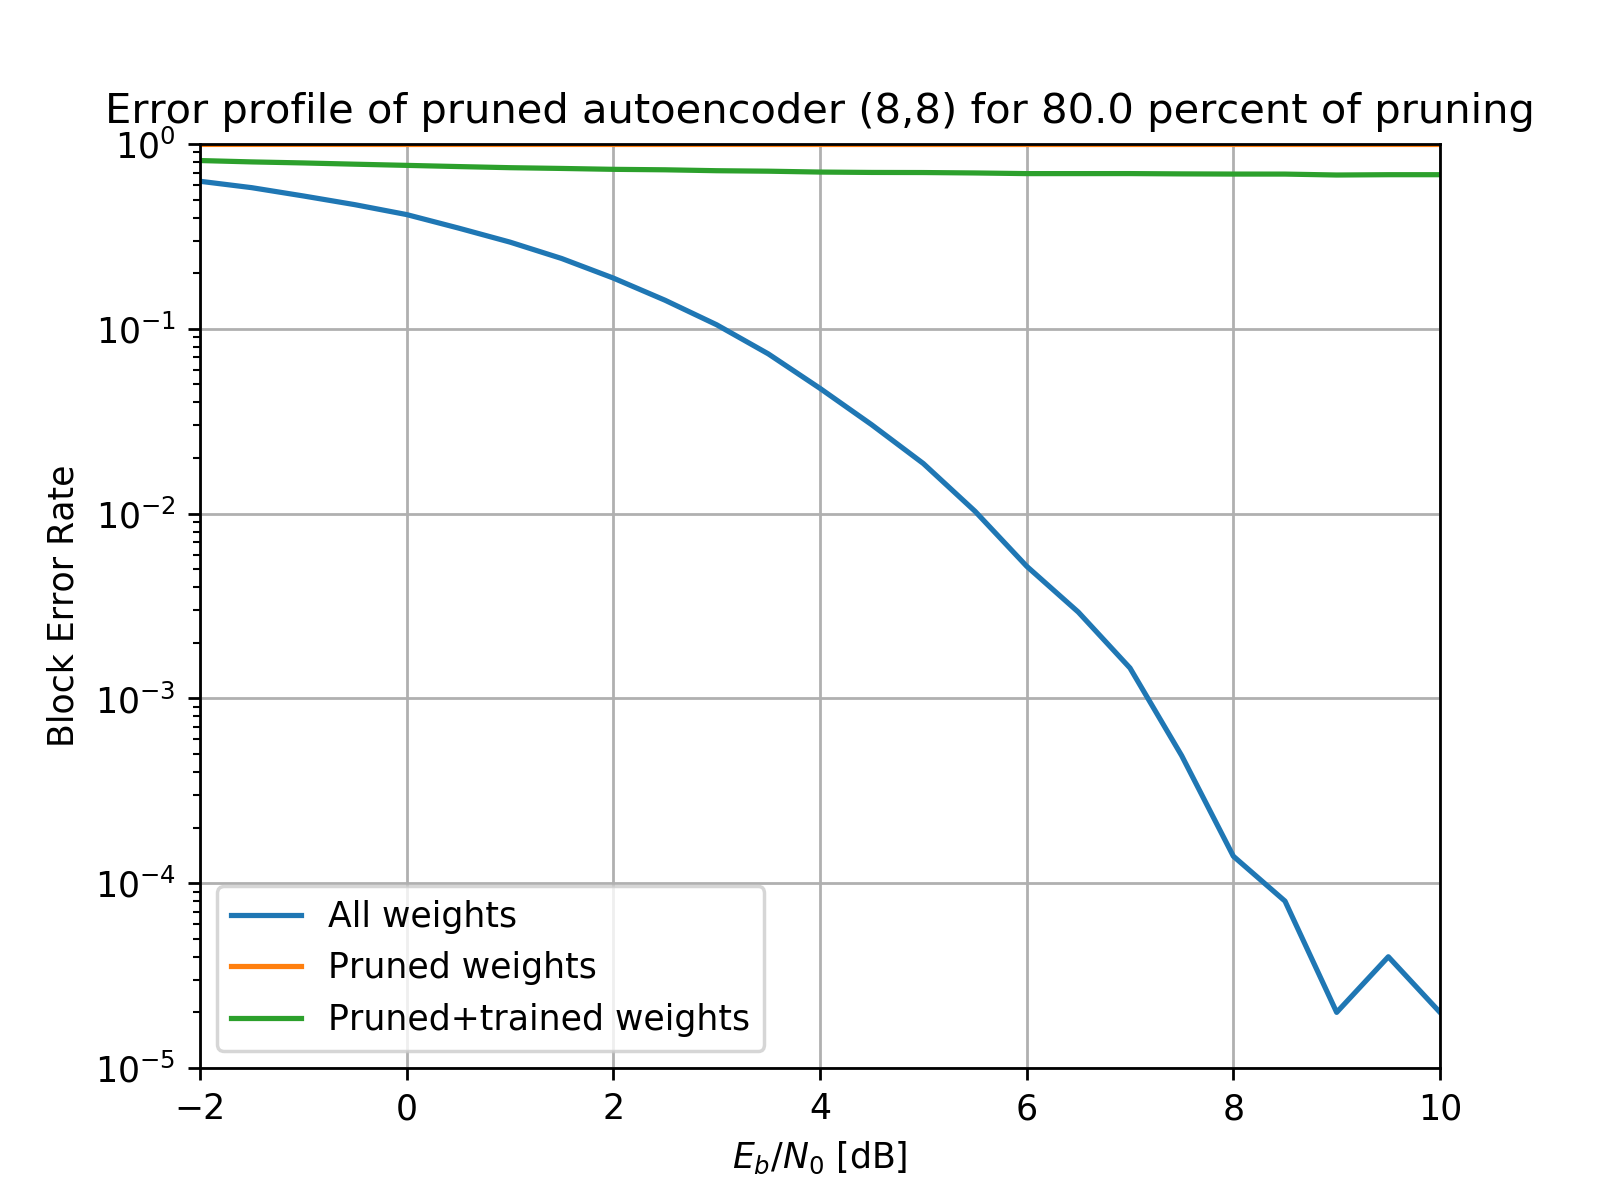 Error profile of pruned autoencoder (8,8) for 80.0 percent of pruning
10⁰
10⁻¹
10⁻²
10⁻³
10⁻⁴
10⁻⁵
Block Error Rate
All weights
Pruned weights
Pruned+trained weights
−2 0 2 4 6 8 10
E_b/N_0 [dB]